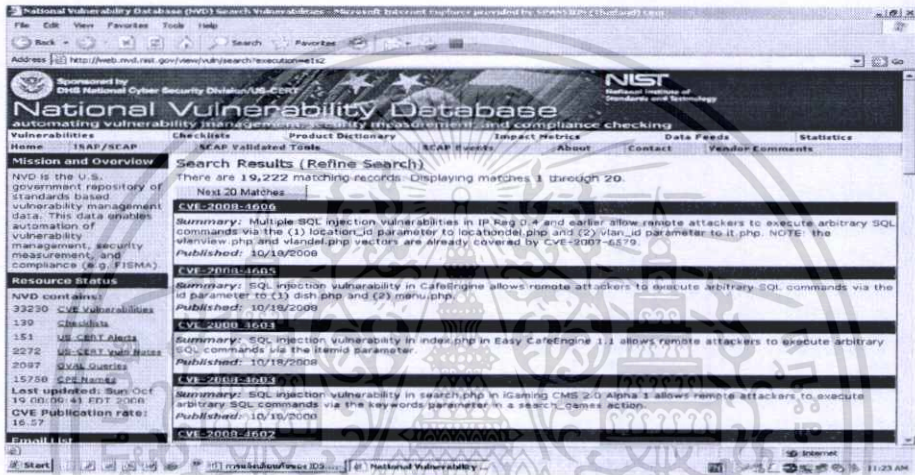 National Vulnerability Database (NVD) Search Vulnerabilities - Microsoft Internet Explorer provided by SPANSION (Thailand)
File Edit View Favorites Tools Help
Back Search Favorites
Address http://web.nvd.nist.gov/view/vuln/search?execution=e1s2 Go
Sponsored by
DHS National Cyber Security Division/US-CERT
NIST
National Institute of
Standards and Technology
National Vulnerability Database
automating vulnerability management, security measurement, and compliance checking
Vulnerabilities Checklists Product Dictionary Impact Metrics Data Feeds Statistics
Home ISAP/SCAP SCAP Validated Tools SCAP Events About Contact Vendor Comments
Mission and Overview
NVD is the U.S.
government repository of
standards based
vulnerability management
data. This data enables
automation of
vulnerability
management, security
measurement, and
compliance (e.g. FISMA)
Resource Status
NVD contains:
33230 CVE Vulnerabilities
139 Checklists
151 US-CERT Alerts
2272 US-CERT Vuln Notes
2097 OVAL Queries
15758 CPE Names
Last updated: Sun Oct
19 00:09:41 EDT 2008
CVE Publication rate:
16.57
Email List
Search Results (Refine Search)
There are 19,222 matching records. Displaying matches 1 through 20.
Next 20 Matches
CVE-2008-4606
Summary: Multiple SQL injection vulnerabilities in IP Reg 0.4 and earlier allow remote attackers to execute arbitrary SQL
commands via the (1) location_id parameter to locationdel.php and (2) vlan_id parameter to it.php. NOTE: the
vlanview.php and vlandel.php vectors are already covered by CVE-2007-6579.
Published: 10/18/2008
CVE-2008-4605
Summary: SQL injection vulnerability in CafeEngine allows remote attackers to execute arbitrary SQL commands via the
id parameter to (1) dish.php and (2) menu.php.
Published: 10/18/2008
CVE-2008-4604
Summary: SQL injection vulnerability in index.php in Easy CafeEngine 1.1 allows remote attackers to execute arbitrary
SQL commands via the itemid parameter.
Published: 10/18/2008
CVE-2008-4603
Summary: SQL injection vulnerability in search.php in iGaming CMS 2.0 Alpha 1 allows remote attackers to execute
arbitrary SQL commands via the keywords parameter in a search_games action.
Published: 10/18/2008
CVE-2008-4602
Internet
Start National Vulnerability ... 11:23 AM